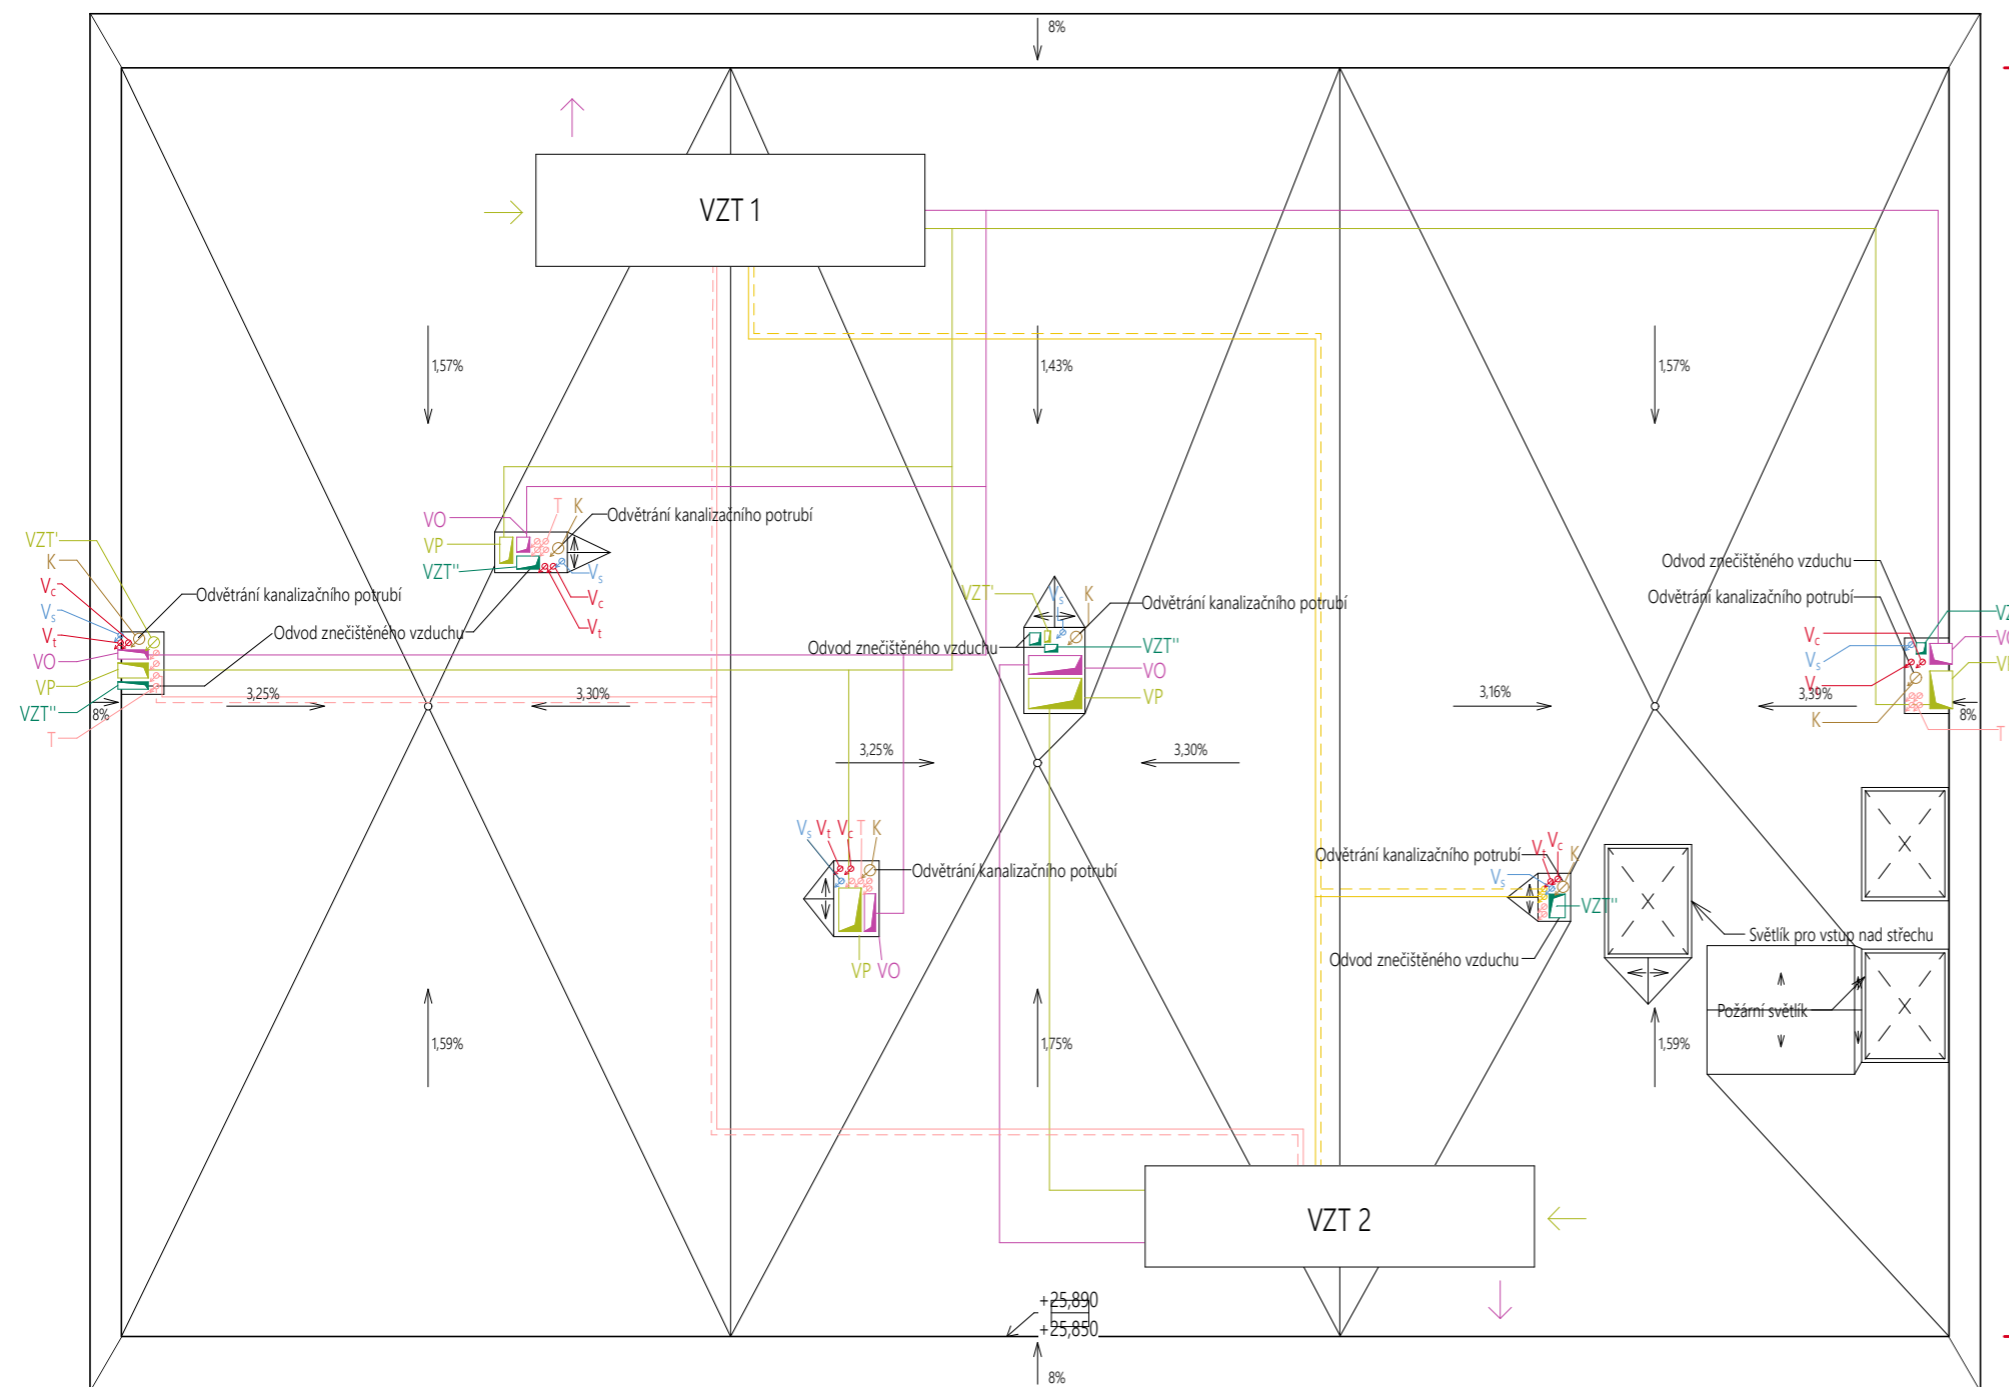 8%
VZT 1
1,57%
1,43%
1,57%
T
K
VO
Odvětrání kanalizačního potrubí
VP
VZT"
Vs
Vc
Vt
VZT'
K
Vc
Vs
Vt
VO
VP
VZT"
T
Odvětrání kanalizačního potrubí
Odvod znečištěného vzduchu
8%
3,25%
3,30%
VZT'
Vs
K
Odvětrání kanalizačního potrubí
Odvod znečištěného vzduchu
VZT"
VO
VP
Odvod znečištěného vzduchu
Odvětrání kanalizačního potrubí
Vc
Vs
K
T
3,16%
3,39%
8%
3,25%
3,30%
Vs
Vt
Vc
T
K
Odvětrání kanalizačního potrubí
VP
VO
Vc
Vt
K
Odvětrání kanalizačního potrubí
Vs
VZT"
Odvod znečištěného vzduchu
Světlík pro vstup nad střechu
Požární světlík
1,59%
1,75%
1,59%
VZT 2
+25,890
+25,850
8%